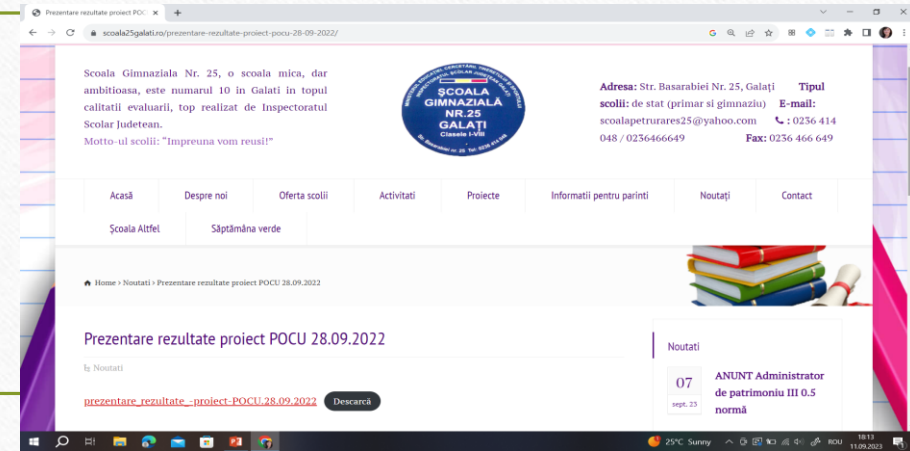 Prezentare rezultate proiect POC
scoala25galati.ro/prezentare-rezultate-proiect-pocu-28-09-2022/
Scoala Gimnaziala Nr. 25, o scoala mica, dar
ambitioasa, este numarul 10 in Galati in topul
calitatii evaluarii, top realizat de Inspectoratul
Scolar Judetean.
Motto-ul scolii: “Impreuna vom reusi!”
ȘCOALA
GIMNAZIALĂ
NR.25
GALAȚI
Clasele I-VIII
Adresa: Str. Basarabiei Nr. 25, Galați Tipul
scolii: de stat (primar si gimnaziu) E-mail:
scoalapetrurares25@yahoo.com : 0236 414
048 / 0236466649 Fax: 0236 466 649
Acasă Despre noi Oferta scolii Activitati Proiecte Informatii pentru parinti Noutați Contact
Școala Altfel Săptămâna verde
Home › Noutati › Prezentare rezultate proiect POCU 28.09.2022
Prezentare rezultate proiect POCU 28.09.2022
Noutati
prezentare_rezultate_-proiect-POCU.28.09.2022 Descarcă
Noutati
07
sept, 23
ANUNT Administrator
de patrimoniu III 0.5
normă
25°C Sunny ROU 18:13
11.09.2023